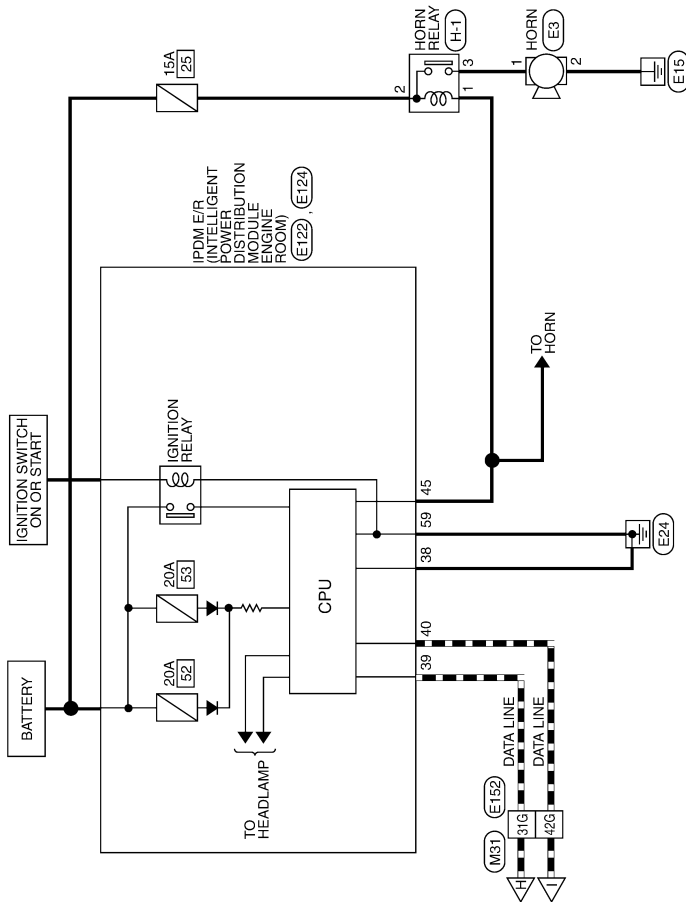 BATTERY
IGNITION SWITCH
ON OR START
15A
25
20A
52
20A
53
IGNITION
RELAY
IPDM E/R
(INTELLIGENT
POWER
DISTRIBUTION
MODULE
ENGINE
ROOM)
E122 , E124
TO
HEADLAMP
CPU
39
40
38
59
45
2
1
3
HORN
RELAY
H-1
1
HORN
E3
2
E15
TO
HORN
E24
DATA LINE
DATA LINE
M31
E152
31G
42G
H
I